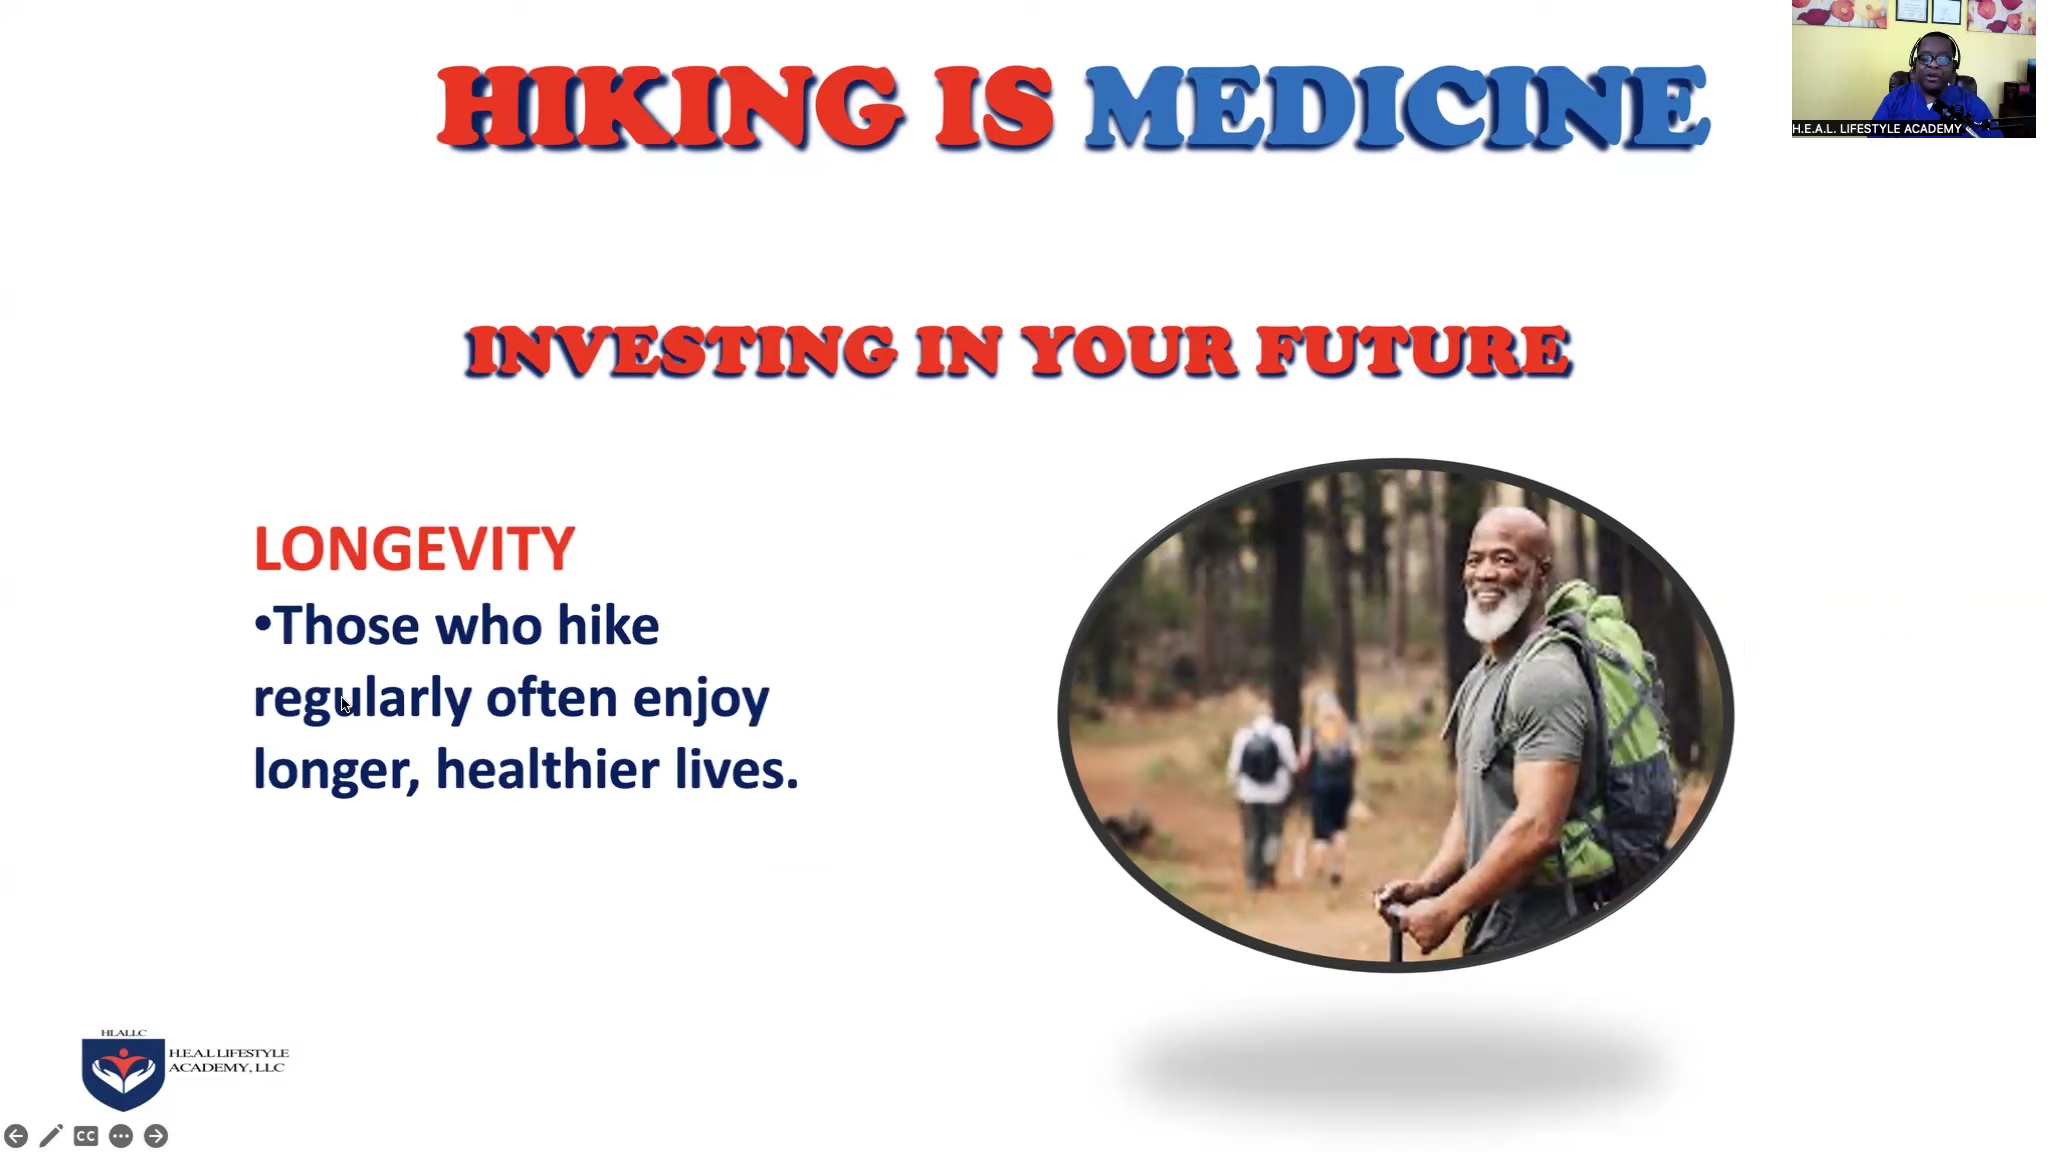 HIKING IS MEDICINE
H.E.A.L. LIFESTYLE ACADEMY
INVESTING IN YOUR FUTURE
LONGEVITY
•Those who hike
regularly often enjoy
longer, healthier lives.
HLALLC
H.E.A.L LIFESTYLE
ACADEMY, LLC
CC